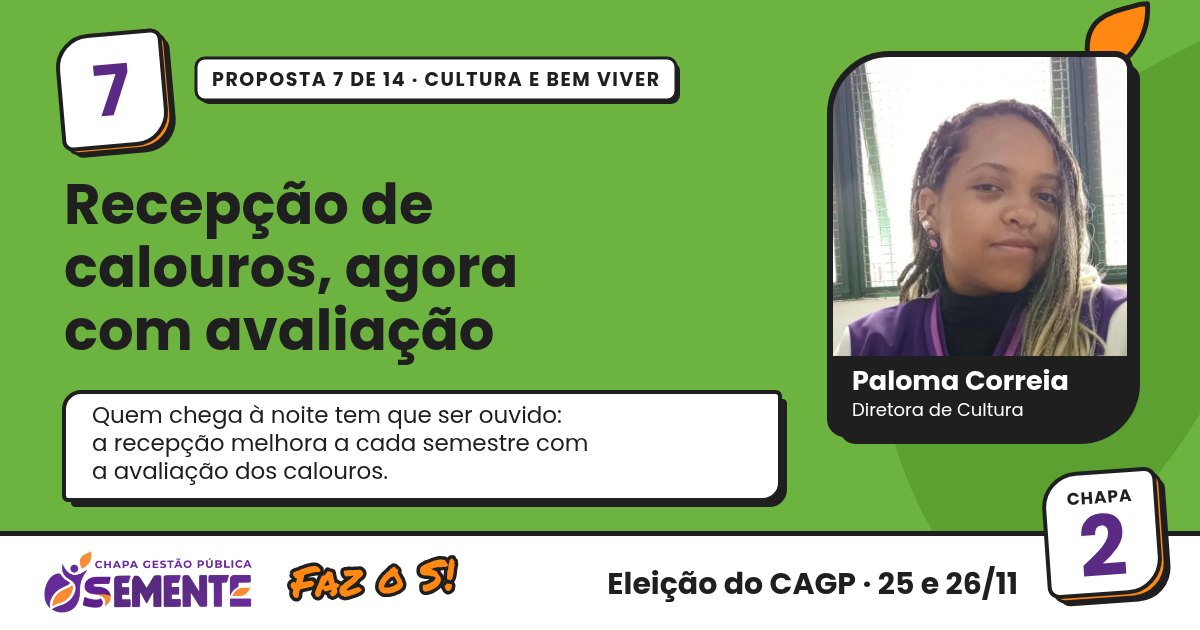 7
PROPOSTA 7 DE 14 · CULTURA E BEM VIVER
Recepção de
calouros, agora
com avaliação
Quem chega à noite tem que ser ouvido:
a recepção melhora a cada semestre com
a avaliação dos calouros.
Paloma Correia
Diretora de Cultura
CHAPA
2
CHAPA GESTÃO PÚBLICA
SEMENTE
FAZ O S!
Eleição do CAGP · 25 e 26/11